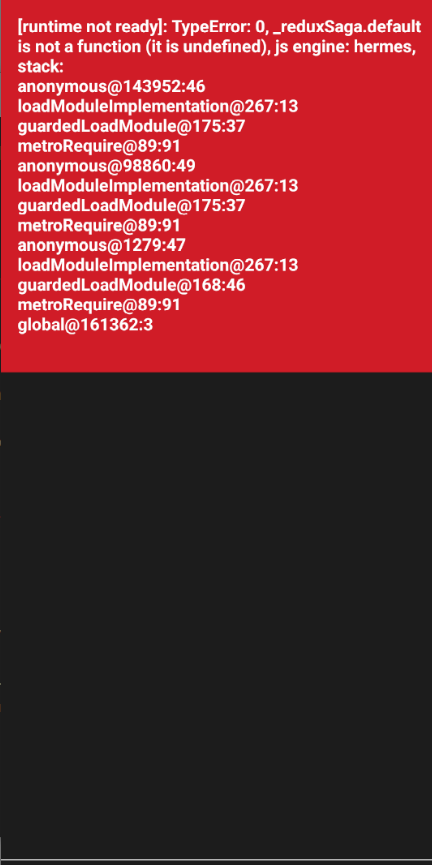 [runtime not ready]: TypeError: 0, _reduxSaga.default
is not a function (it is undefined), js engine: hermes,
stack:
anonymous@143952:46
loadModuleImplementation@267:13
guardedLoadModule@175:37
metroRequire@89:91
anonymous@98860:49
loadModuleImplementation@267:13
guardedLoadModule@175:37
metroRequire@89:91
anonymous@1279:47
loadModuleImplementation@267:13
guardedLoadModule@168:46
metroRequire@89:91
global@161362:3